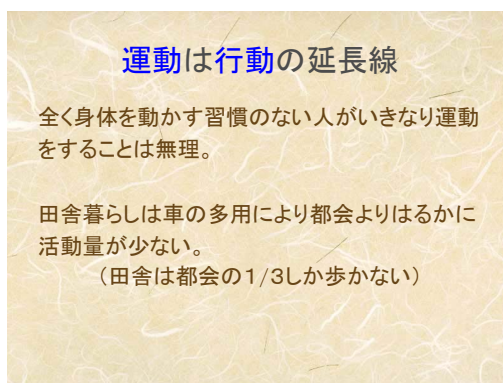 運動は行動の延長線
全く身体を動かす習慣のない人がいきなり運動
をすることは無理。
田舎暮らしは車の多用により都会よりはるかに
活動量が少ない。
（田舎は都会の１/３しか歩かない）